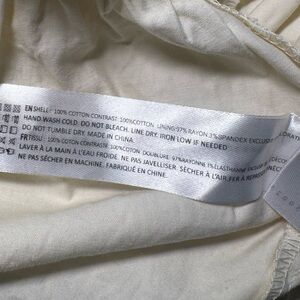 EN SHELL: 100% COTTON CONTRAST: 100%COTTON LINING:97% RAYON 3%SPANDEX EXCLUSIV
HAND WASH COLD. DO NOT BLEACH. LINE DRY. IRON LOW IF NEEDED
DO NOT TUMBLE DRY. MADE IN CHINA.
FR TISSU: 100% COTON CONTRASTE: 100%COTON DOUBLURE: 97%RAYONNE 3%ÉLASTHANNE
LAVER À LA MAIN À L'EAU FROIDE. NE PAS JAVELLISER. SÉCHER À L'AIR.FER À REPASSER
NE PAS SÉCHER EN MACHINE. FABRIQUÉ EN CHINE.